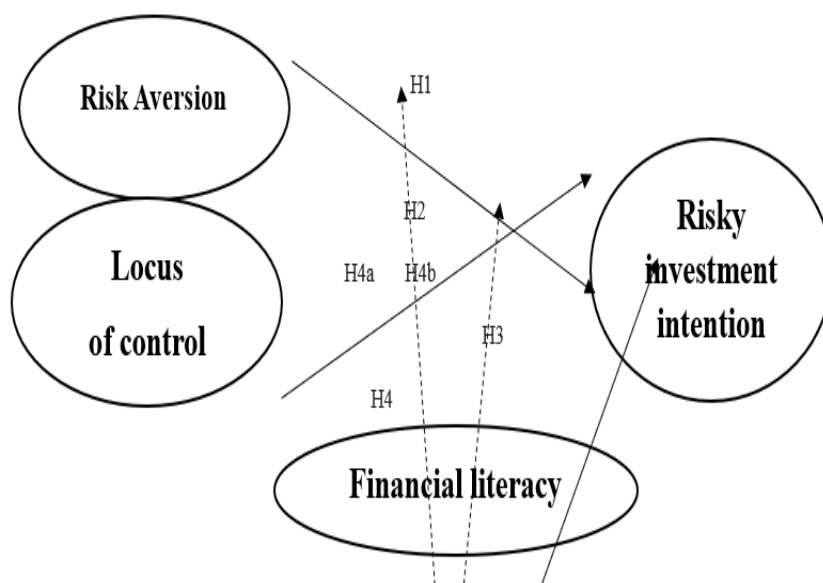 Risk Aversion
H1
Locus
of control
H2
H4a
H4b
H3
H4
Risky
investment
intention
Financial literacy